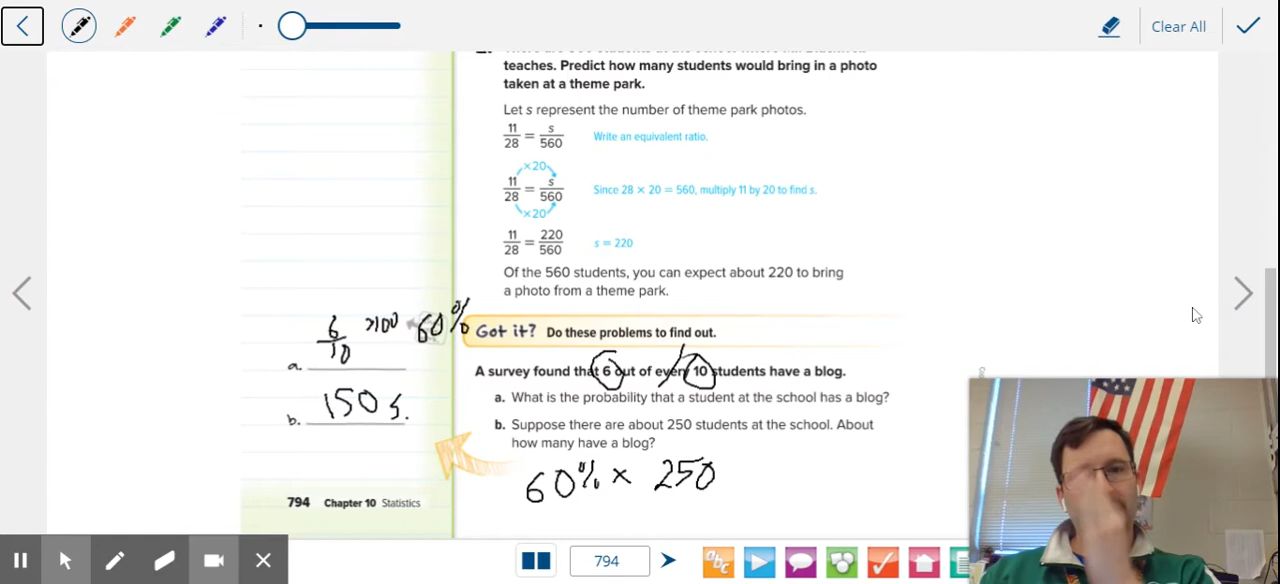 Clear All
teaches. Predict how many students would bring in a photo
taken at a theme park.
Let s represent the number of theme park photos.
11/28 = s/560 Write an equivalent ratio.
×20
11/28 = s/560 Since 28 × 20 = 560, multiply 11 by 20 to find s.
×20
11/28 = 220/560 s = 220
Of the 560 students, you can expect about 220 to bring
a photo from a theme park.
Got it? Do these problems to find out.
A survey found that 6 out of every 10 students have a blog.
a. What is the probability that a student at the school has a blog?
b. Suppose there are about 250 students at the school. About
how many have a blog?
60% x 250
a. 6/10 x100 60%
b. 150 s.
794 Chapter 10 Statistics
794
abc